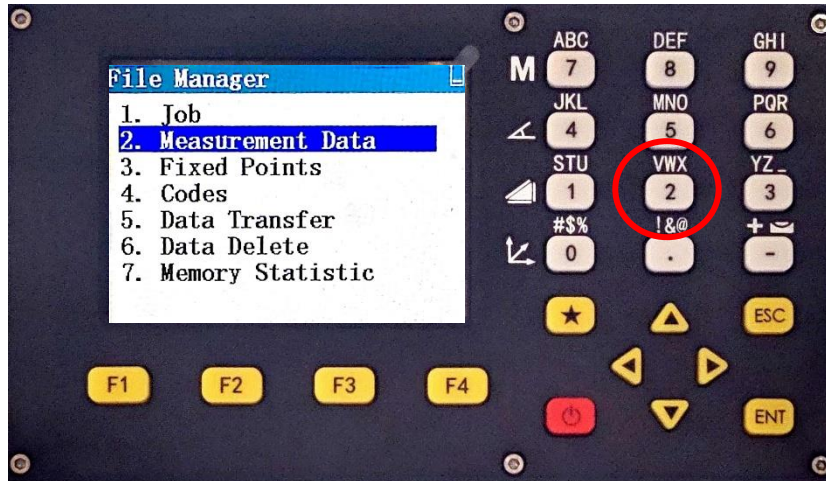 File Manager
1. Job
2. Measurement Data
3. Fixed Points
4. Codes
5. Data Transfer
6. Data Delete
7. Memory Statistic
F1 F2 F3 F4
ABC DEF GHI
M 7 8 9
JKL MNO PQR
4 5 6
STU VWX YZ_
1 2 3
#$% !&@ +
0 . -
★ ESC
ENT